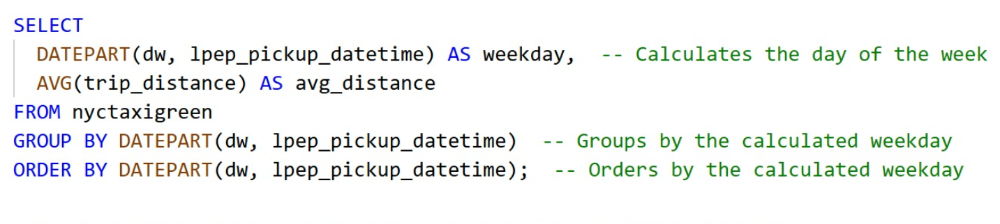 SELECT
DATEPART(dw, lpep_pickup_datetime) AS weekday,  -- Calculates the day of the week
AVG(trip_distance) AS avg_distance
FROM nyctaxigreen
GROUP BY DATEPART(dw, lpep_pickup_datetime)  -- Groups by the calculated weekday
ORDER BY DATEPART(dw, lpep_pickup_datetime);  -- Orders by the calculated weekday